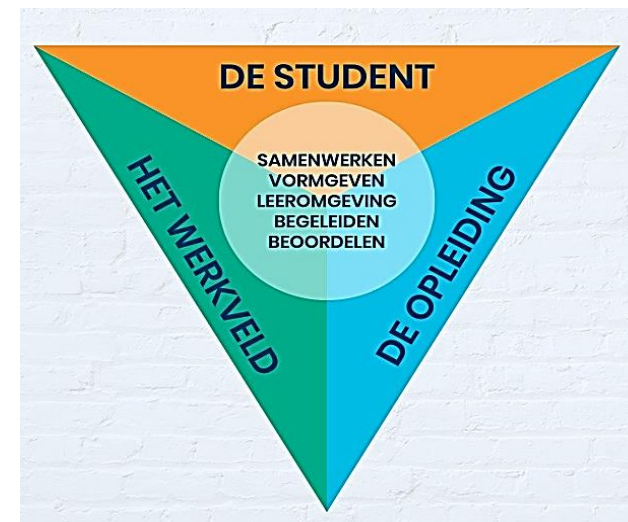 DE STUDENT
SAMENWERKEN
VORMGEVEN
LEEROMGEVING
BEGELEIDEN
BEOORDELEN
HET WERKVELD
DE OPLEIDING